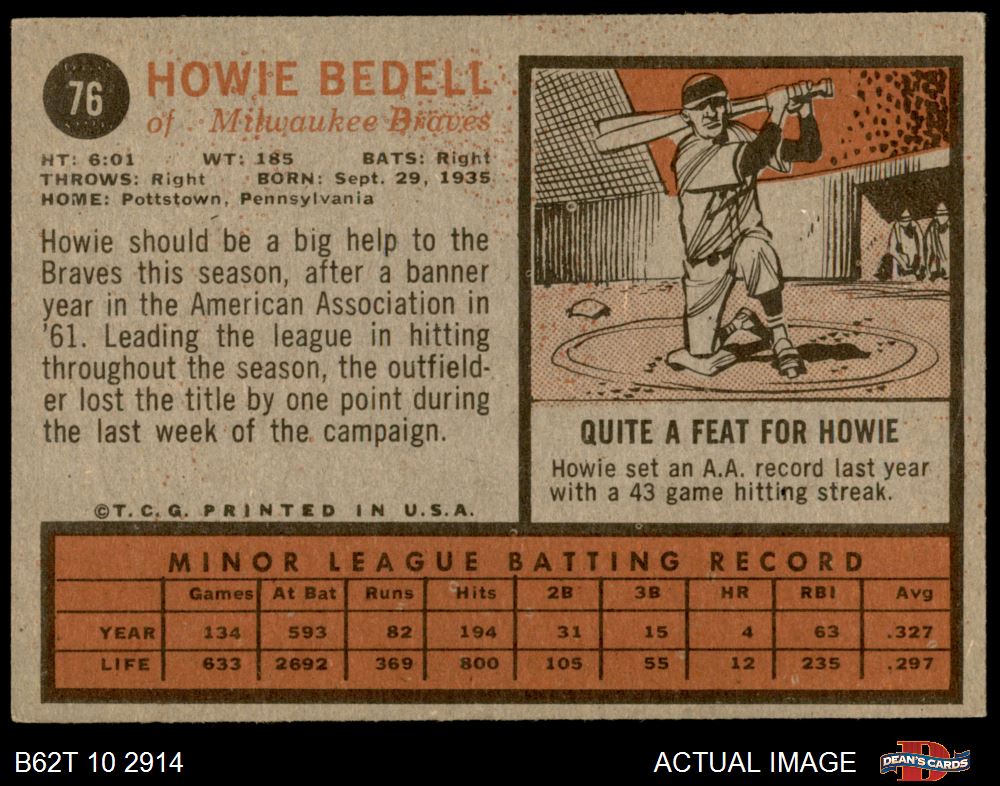 76
HOWIE BEDELL
of Milwaukee Braves
HT: 6:01 WT: 185 BATS: Right
THROWS: Right BORN: Sept. 29, 1935
HOME: Pottstown, Pennsylvania
Howie should be a big help to the
Braves this season, after a banner
year in the American Association in
'61. Leading the league in hitting
throughout the season, the outfield-
er lost the title by one point during
the last week of the campaign.
©T. C. G. PRINTED IN U.S.A.
QUITE A FEAT FOR HOWIE
Howie set an A.A. record last year
with a 43 game hitting streak.
MINOR LEAGUE BATTING RECORD
Games At Bat Runs Hits 2B 3B HR RBI Avg
YEAR 134 593 82 194 31 15 4 63 .327
LIFE 633 2692 369 800 105 55 12 235 .297
B62T 10 2914
ACTUAL IMAGE
D
DEAN'S CARDS